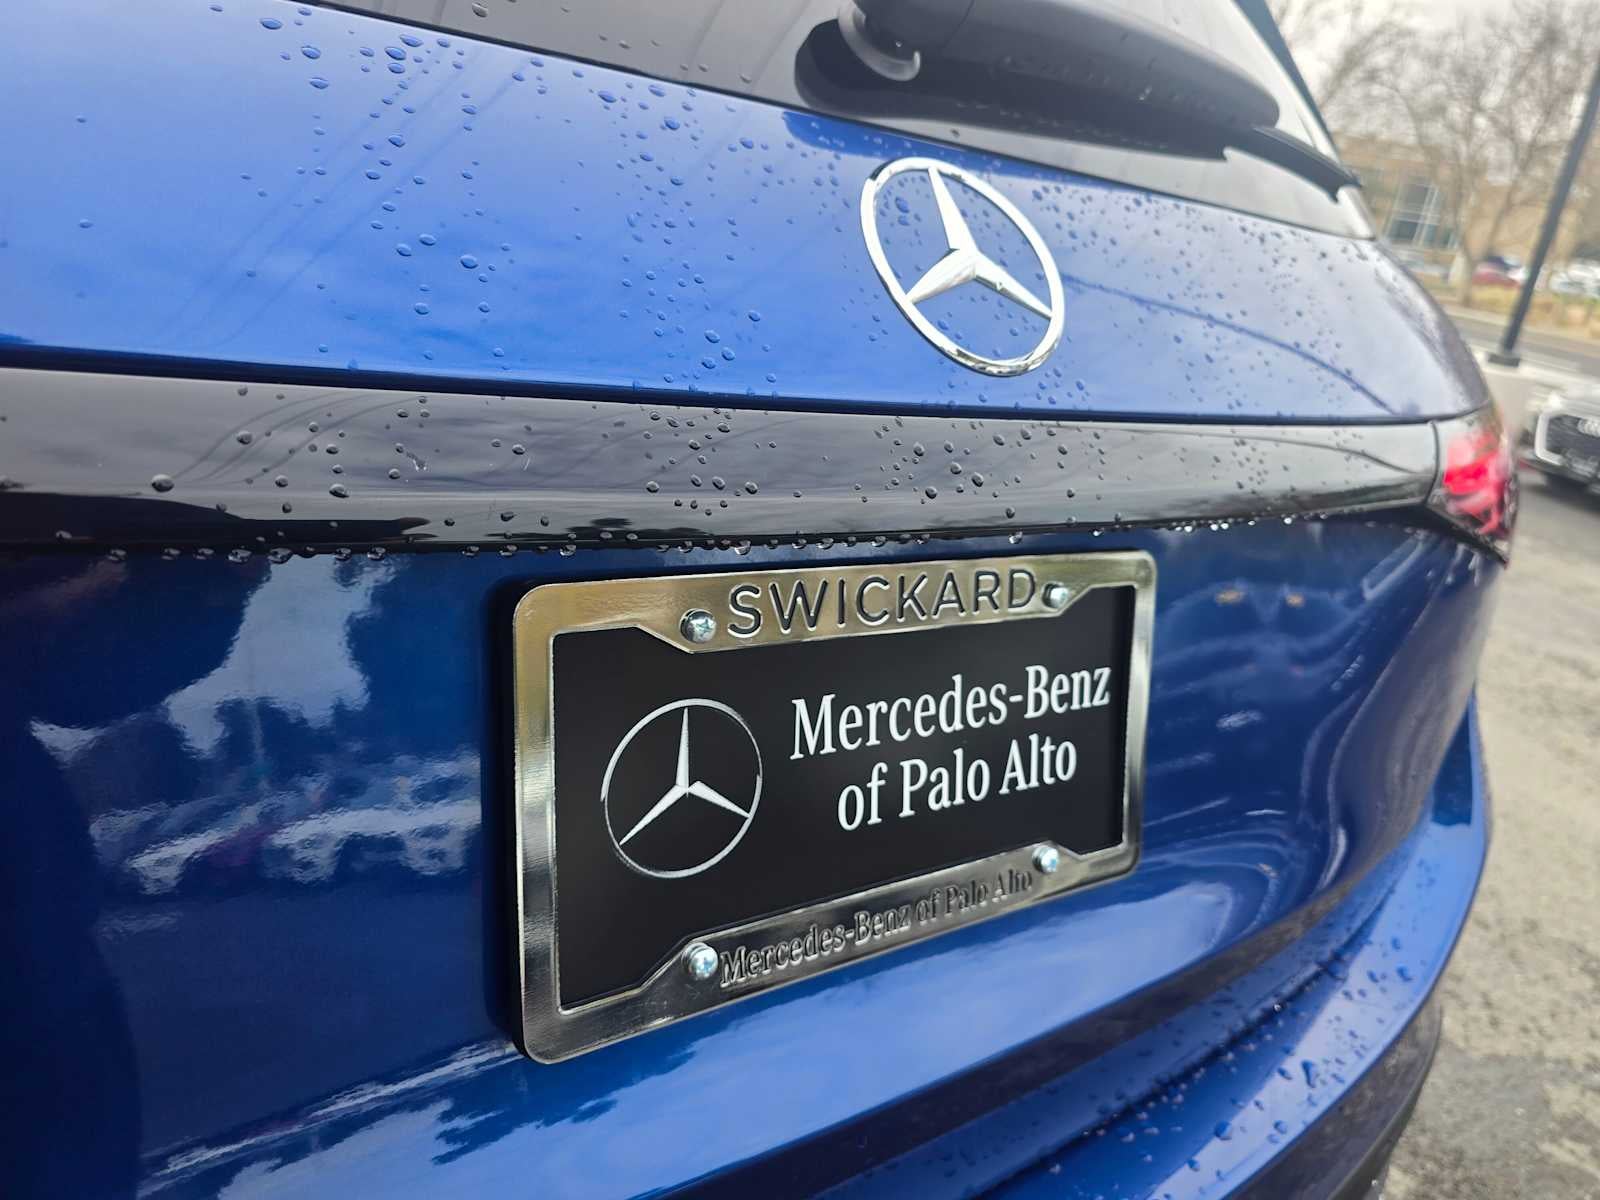 SWICKARD
Mercedes-Benz
of Palo Alto
Mercedes-Benz of Palo Alto